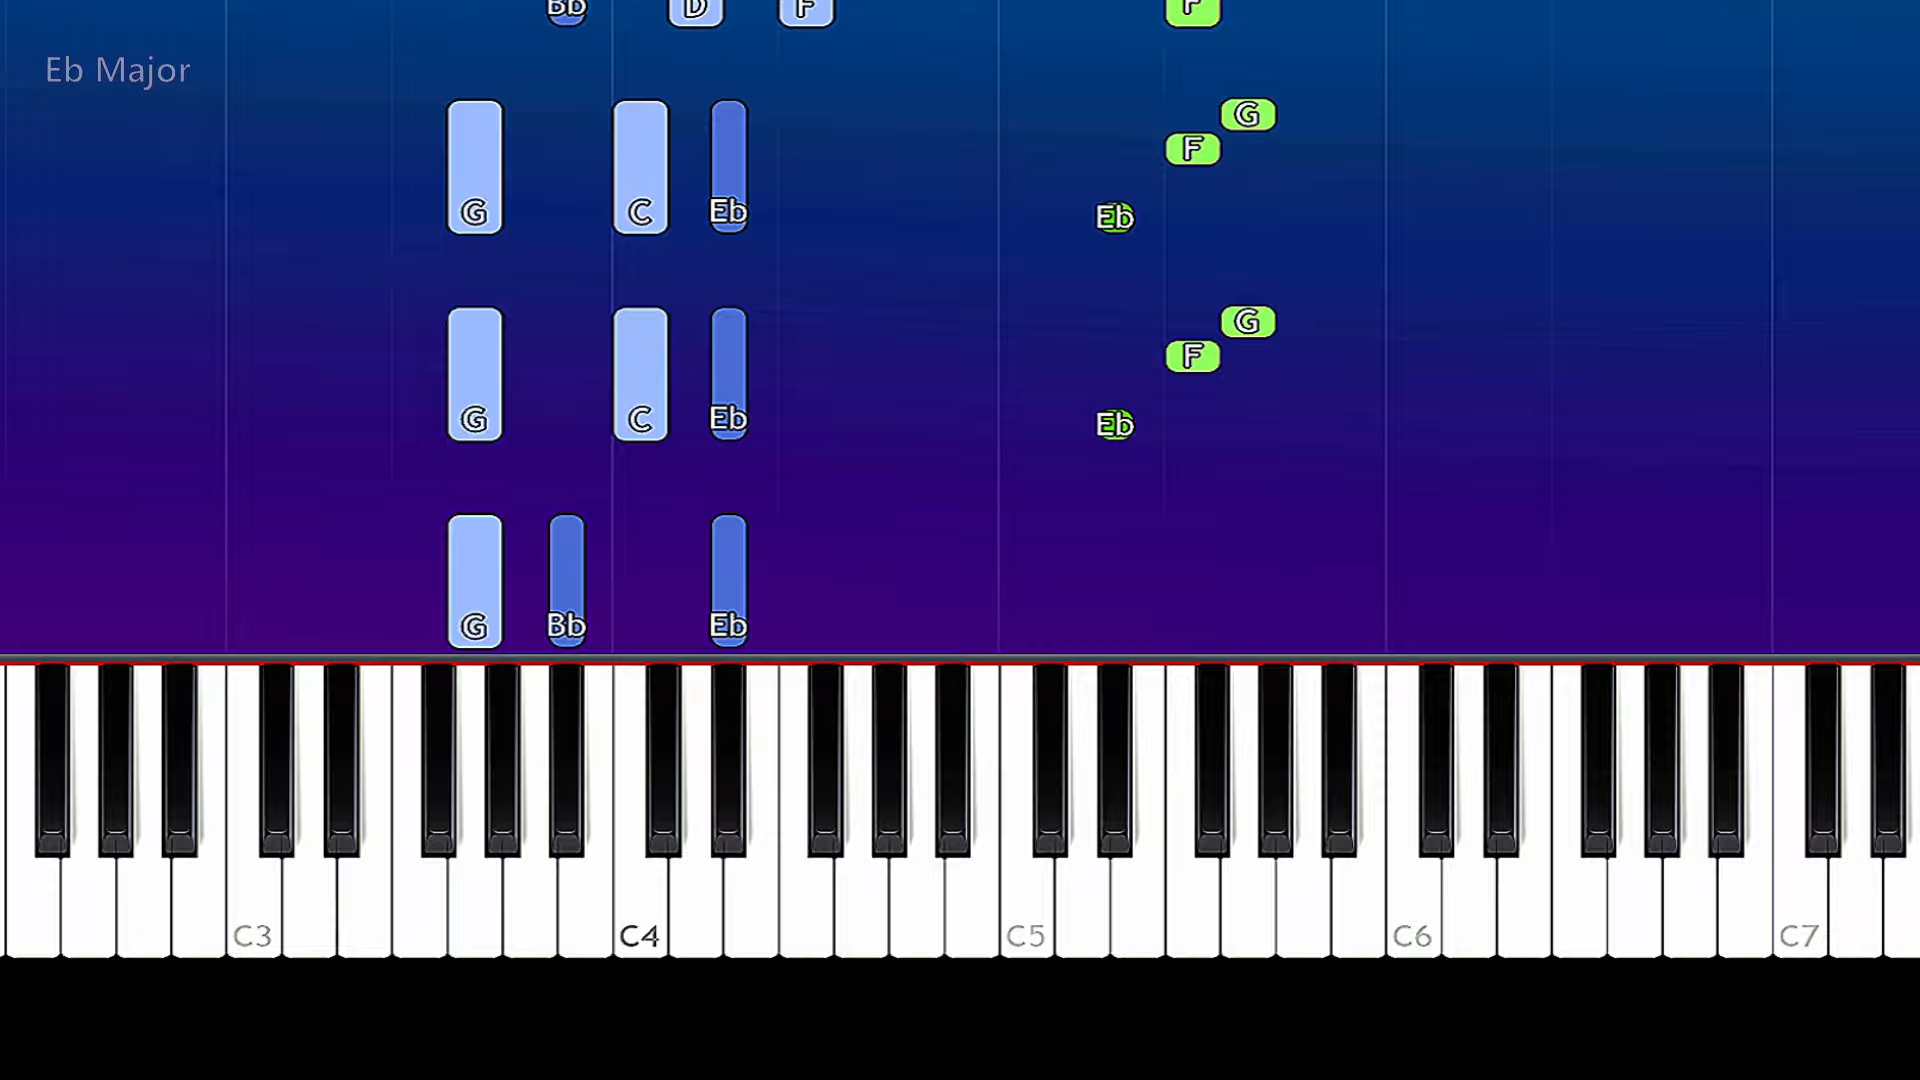 Bb D F F
Eb Major
G
F
G C Eb Eb
G
F
G C Eb Eb
G Bb Eb
C3 C4 C5 C6 C7